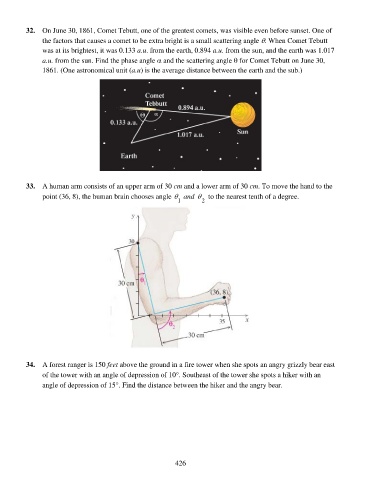 32. On June 30, 1861, Comet Tebutt, one of the greatest comets, was visible even before sunset. One of
the factors that causes a comet to be extra bright is a small scattering angle θ. When Comet Tebutt
was at its brightest, it was 0.133 a.u. from the earth, 0.894 a.u. from the sun, and the earth was 1.017
a.u. from the sun. Find the phase angle α and the scattering angle θ for Comet Tebutt on June 30,
1861. (One astronomical unit (a.u) is the average distance between the earth and the sub.)
Comet
Tebbutt
0.894 a.u.
θ α
0.133 a.u.
1.017 a.u.
Sun
Earth
33. A human arm consists of an upper arm of 30 cm and a lower arm of 30 cm. To move the hand to the
point (36, 8), the human brain chooses angle θ1 and θ2 to the nearest tenth of a degree.
y
30
30 cm
θ1
(36, 8)
35
x
θ2
30 cm
34. A forest ranger is 150 feet above the ground in a fire tower when she spots an angry grizzly bear east
of the tower with an angle of depression of 10°. Southeast of the tower she spots a hiker with an
angle of depression of 15°. Find the distance between the hiker and the angry bear.
426